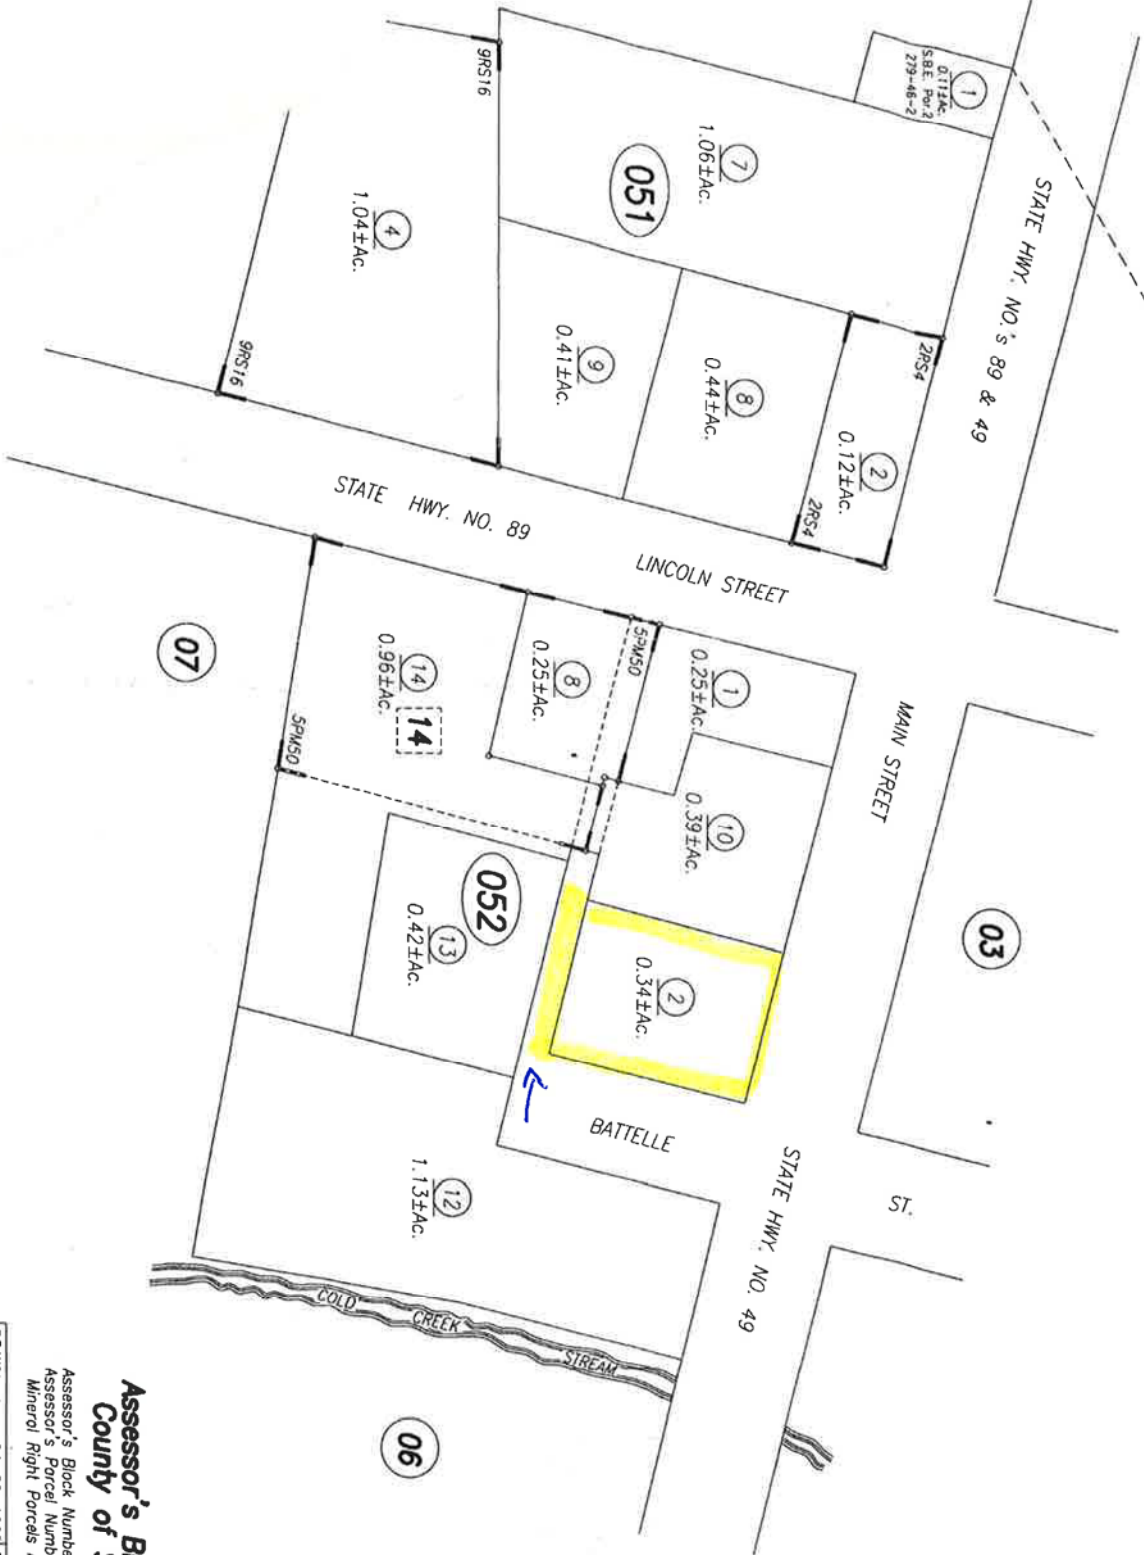 STATE HWY. NO.'s 89 & 49
1
0.11±Ac.
S.B.E. Par.2
279-46-2
7
1.06±Ac.
051
9RS16
4
1.04±Ac.
9RS16
9
0.41±Ac.
8
0.44±Ac.
2RS4
2
0.12±Ac.
2RS4
STATE HWY. NO. 89
LINCOLN STREET
MAIN STREET
07
14
0.96±Ac.
14
5PM50
8
0.25±Ac.
5PM50
1
0.25±Ac.
10
0.39±Ac.
03
052
13
0.42±Ac.
2
0.34±Ac.
BATTELLE
ST.
STATE HWY. NO. 49
12
1.13±Ac.
COLD CREEK STREAM
06
Assessor's
County of
Assessor's Block
Assessor's Parcel
Mineral Right Parcels